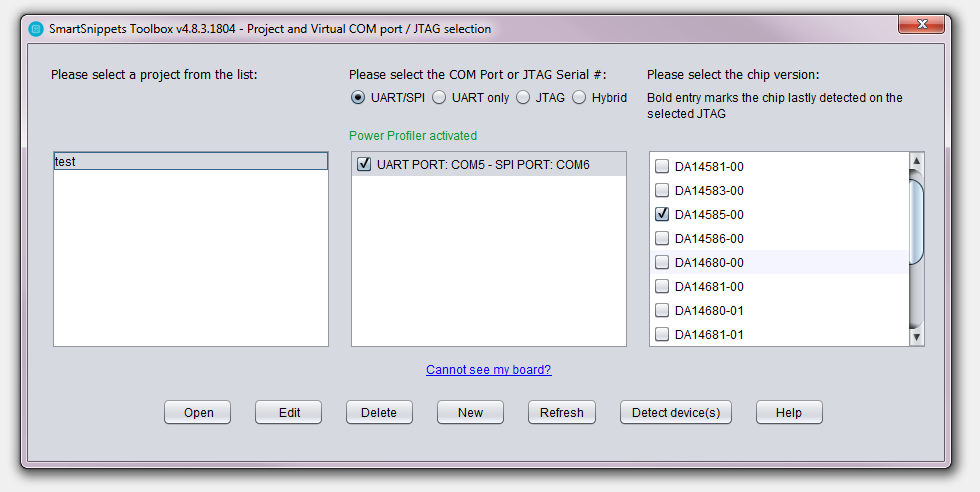 SmartSnippets Toolbox v4.8.3.1804 - Project and Virtual COM port / JTAG selection
Please select a project from the list:
test
Please select the COM Port or JTAG Serial #:
UART/SPI UART only JTAG Hybrid
Power Profiler activated
UART PORT: COM5 - SPI PORT: COM6
Please select the chip version:
Bold entry marks the chip lastly detected on the
selected JTAG
DA14581-00
DA14583-00
DA14585-00
DA14586-00
DA14680-00
DA14681-00
DA14680-01
DA14681-01
Cannot see my board?
Open Edit Delete New Refresh Detect device(s) Help